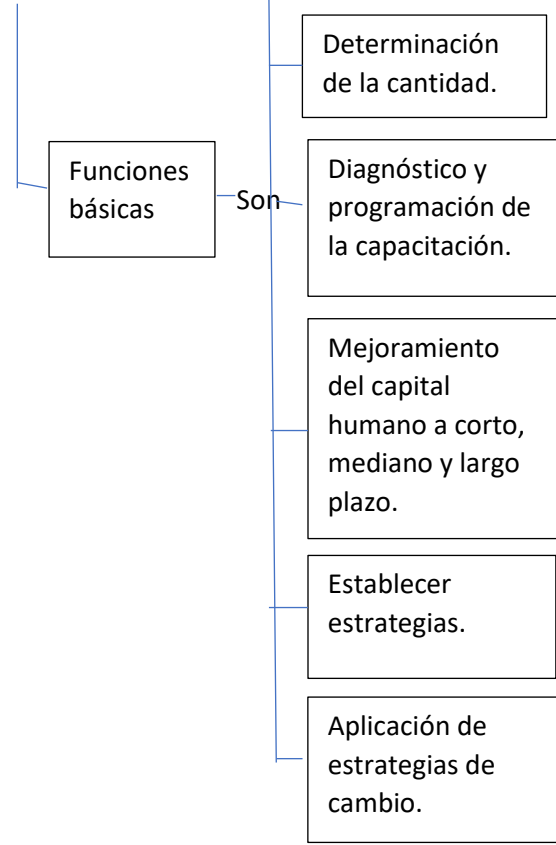 Determinación
de la cantidad.
Funciones
básicas
Son
Diagnóstico y
programación de
la capacitación.
Mejoramiento
del capital
humano a corto,
mediano y largo
plazo.
Establecer
estrategias.
Aplicación de
estrategias de
cambio.